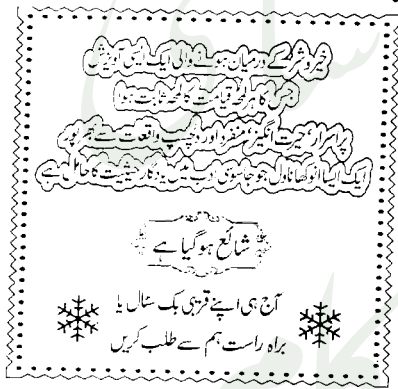 خیر و شر کے درمیان ہونے والی ایک ایسی آویزش
جس کا ہر لمحہ قیامت کا لمحہ ثابت ہوا
پراسرار حیرت انگیز، منفرد اور دلچسپ واقعات سے بھرپور
ایک ایسا انوکھا ناول جو جاسوسی ادب میں یادگار حیثیت کا حامل ہے
شائع ہو گیا ہے
آج ہی اپنے قریبی بک سٹال یا
براہ راست ہم سے طلب کریں